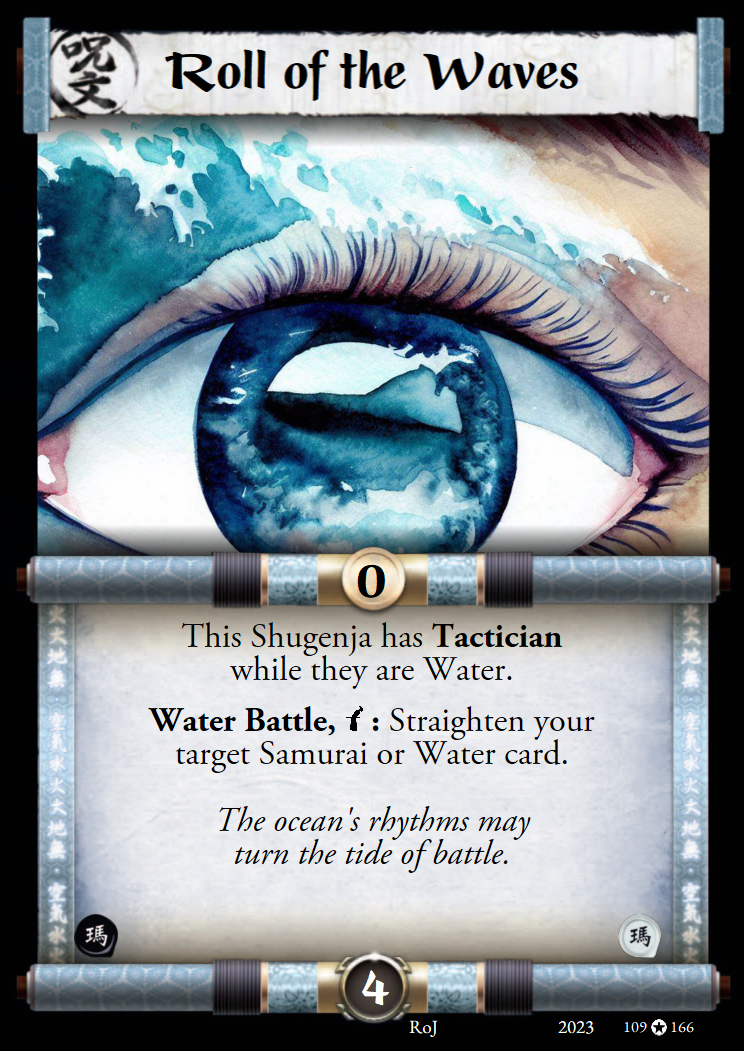 呪文
Roll of the Waves
0
This Shugenja has Tactician
while they are Water.
Water Battle, : Straighten your
target Samurai or Water card.
The ocean's rhythms may
turn the tide of battle.
瑪
瑪
4
RoJ 2023 109 166